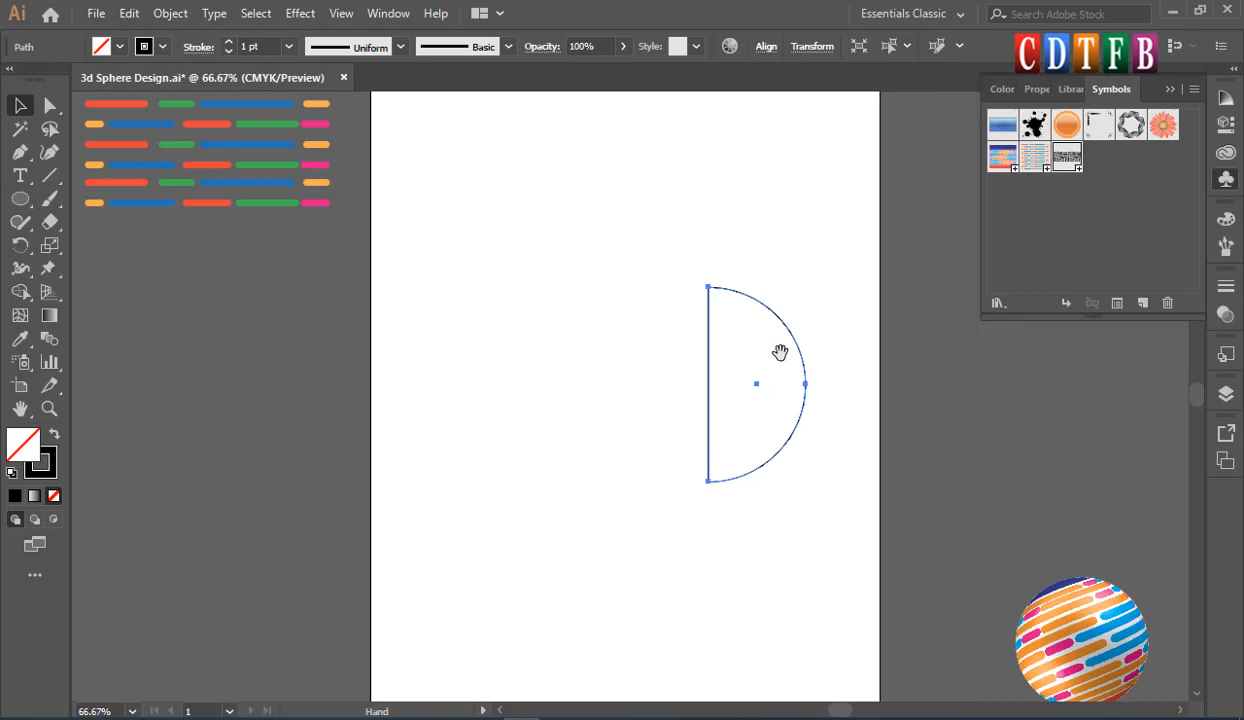 Ai File Edit Object Type Select Effect View Window Help Essentials Classic Search Adobe Stock
Path Stroke: 1 pt Uniform Basic Opacity: 100% Style: Align Transform
C D T F B
3d Sphere Design.ai* @ 66.67% (CMYK/Preview)
Color Prope Librar Symbols
66.67% 1 Hand